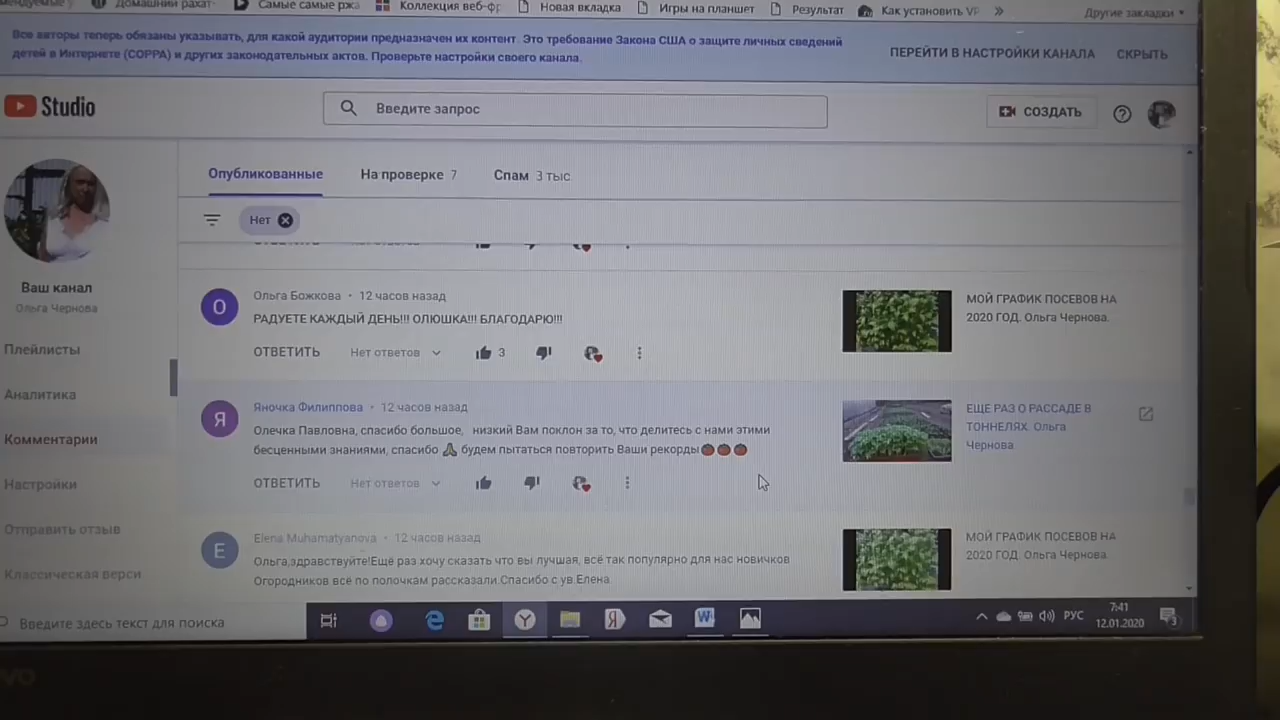 Домашний рахат
Самые самые ржа
Коллекция веб-фр
Новая вкладка
Игры на планшет
Результат
Как установить VP
»
Другие закладки
Все авторы теперь обязаны указывать, для какой аудитории предназначен их контент. Это требование Закона США о защите личных сведений
детей в Интернете (COPPA) и других законодательных актов. Проверьте настройки своего канала.
ПЕРЕЙТИ В НАСТРОЙКИ КАНАЛА
СКРЫТЬ
Studio
Введите запрос
СОЗДАТЬ
Опубликованные
На проверке 7
Спам 3 тыс.
Нет
Ваш канал
Ольга Чернова
Плейлисты
Аналитика
Комментарии
Настройки
Отправить отзыв
Классическая верси
О
Ольга Божкова • 12 часов назад
РАДУЕТЕ КАЖДЫЙ ДЕНЬ!!! ОЛЮШКА!!! БЛАГОДАРЮ!!!
ОТВЕТИТЬ
Нет ответов
3
МОЙ ГРАФИК ПОСЕВОВ НА
2020 ГОД. Ольга Чернова.
Я
Яночка Филиппова • 12 часов назад
Олечка Павловна, спасибо большое, низкий Вам поклон за то, что делитесь с нами этими
бесценными знаниями, спасибо 🙏 будем пытаться повторить Ваши рекорды🍅🍅🍅
ОТВЕТИТЬ
Нет ответов
ЕЩЕ РАЗ О РАССАДЕ В
ТОННЕЛЯХ. Ольга
Чернова.
E
Elena Muhamatyanova • 12 часов назад
Ольга,здравствуйте!Ещё раз хочу сказать что вы лучшая, всё так популярно для нас новичков
Огородников всё по полочкам рассказали.Спасибо с ув.Елена.
МОЙ ГРАФИК ПОСЕВОВ НА
2020 ГОД. Ольга Чернова.
Введите здесь текст для поиска
РУС
7:41
12.01.2020
3